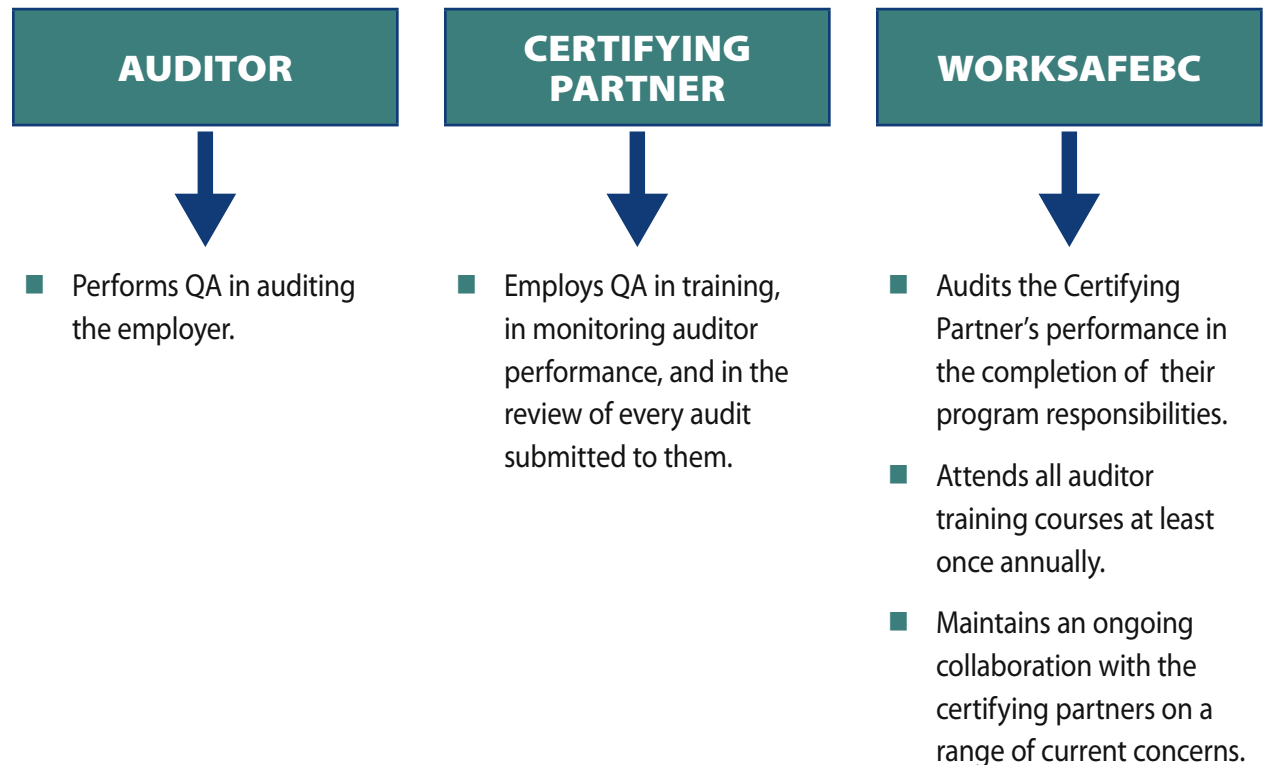 AUDITOR
Performs QA in auditing
the employer.
CERTIFYING
PARTNER
Employs QA in training,
in monitoring auditor
performance, and in the
review of every audit
submitted to them.
WORKSAFEBC
Audits the Certifying
Partner’s performance in
the completion of their
program responsibilities.
Attends all auditor
training courses at least
once annually.
Maintains an ongoing
collaboration with the
certifying partners on a
range of current concerns.